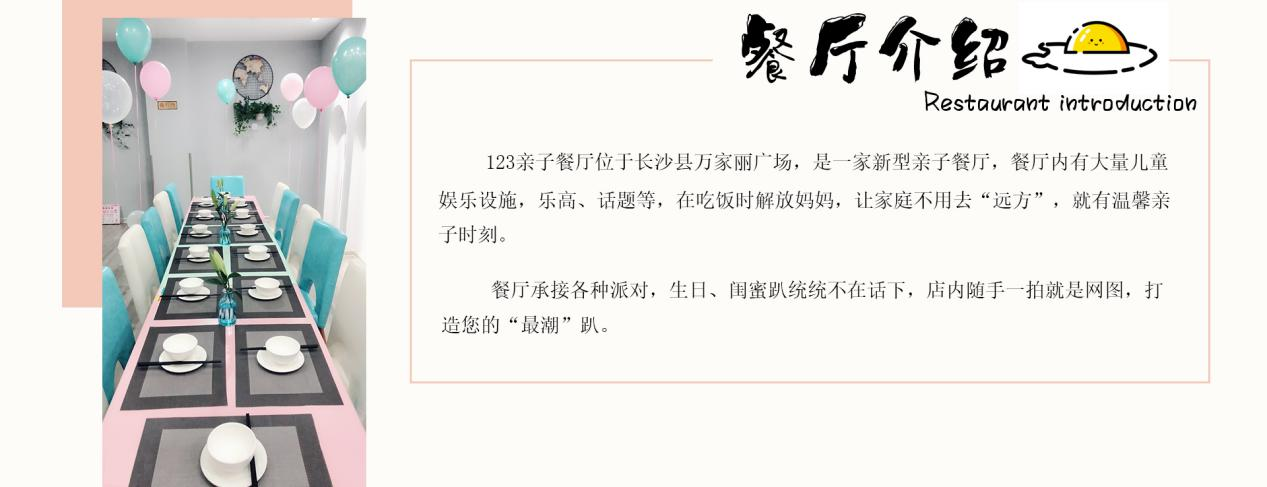 餐厅介绍
Restaurant introduction
123亲子餐厅位于长沙县万家丽广场，是一家新型亲子餐厅，餐厅内有大量儿童
娱乐设施，乐高、话题等，在吃饭时解放妈妈，让家庭不用去“远方”，就有温馨亲
子时刻。
餐厅承接各种派对，生日、闺蜜趴统统不在话下，店内随手一拍就是网图，打
造您的“最潮”趴。